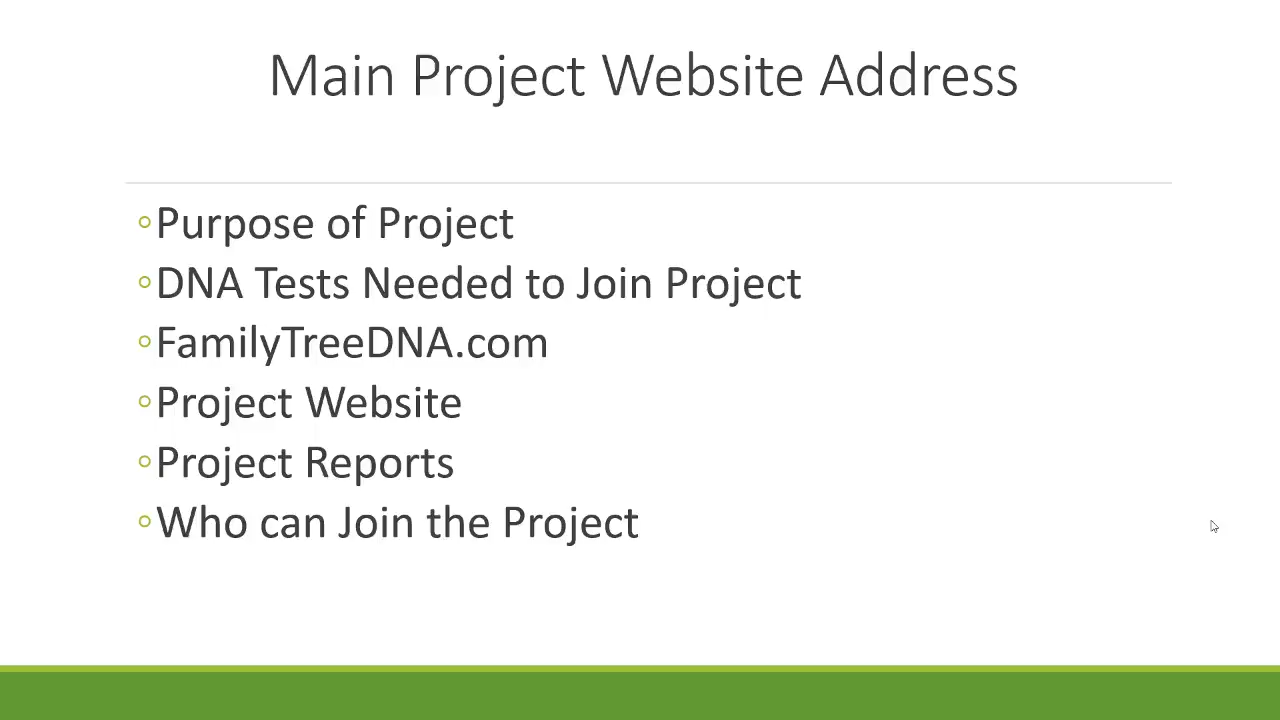 Main Project Website Address
◦Purpose of Project
◦DNA Tests Needed to Join Project
◦FamilyTreeDNA.com
◦Project Website
◦Project Reports
◦Who can Join the Project